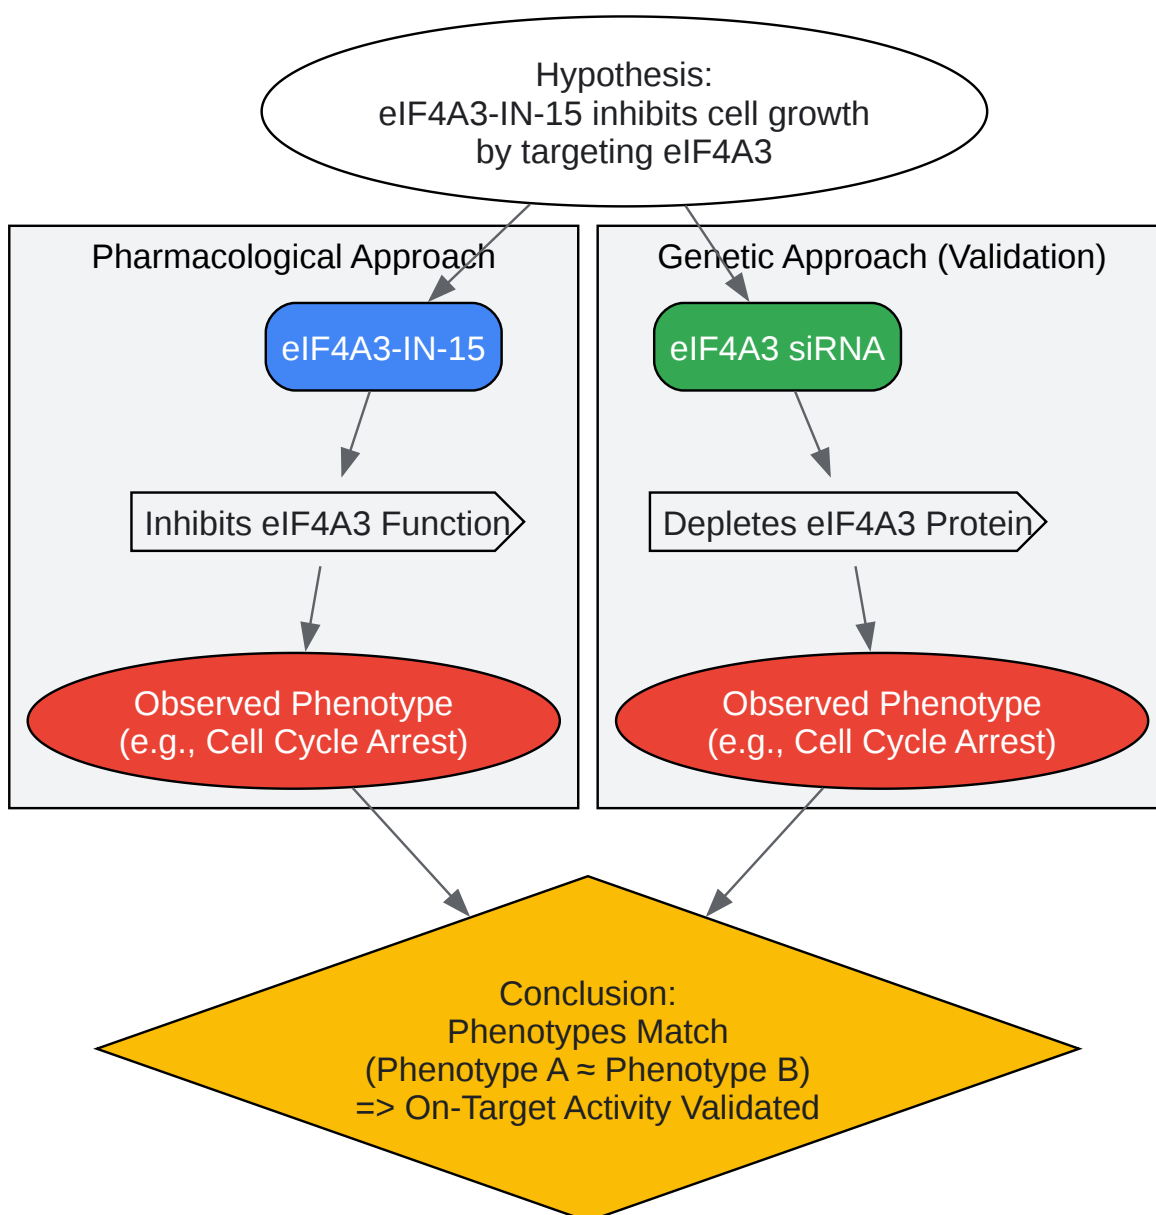 Hypothesis:
eIF4A3-IN-15 inhibits cell growth
by targeting eIF4A3
Pharmacological Approach
eIF4A3-IN-15
Inhibits eIF4A3 Function
Observed Phenotype
(e.g., Cell Cycle Arrest)
Genetic Approach (Validation)
eIF4A3 siRNA
Depletes eIF4A3 Protein
Observed Phenotype
(e.g., Cell Cycle Arrest)
Conclusion:
Phenotypes Match
(Phenotype A ≈ Phenotype B)
=> On-Target Activity Validated